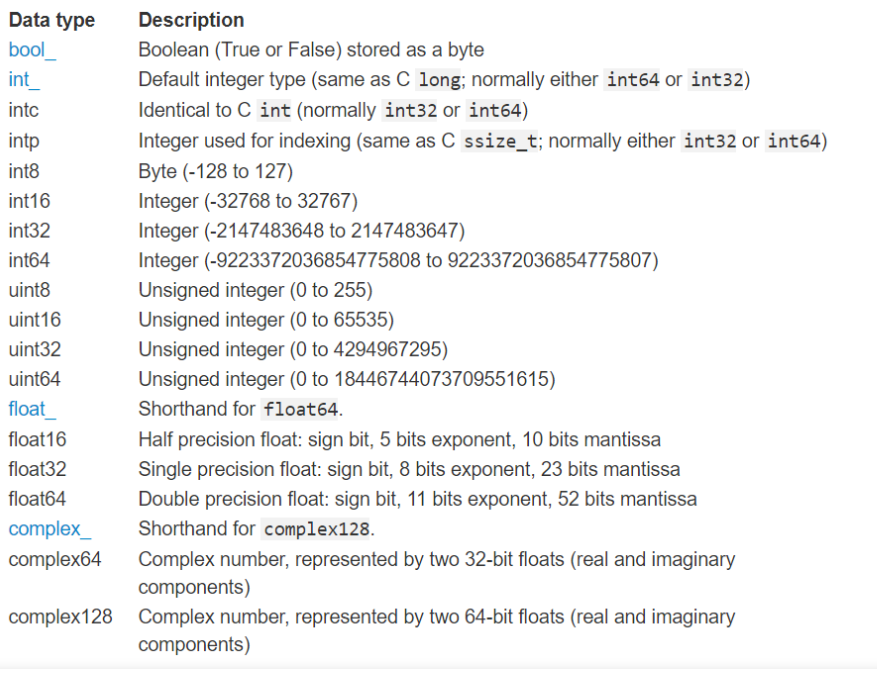 Data type Description
bool_ Boolean (True or False) stored as a byte
int_ Default integer type (same as C long; normally either int64 or int32)
intc Identical to C int (normally int32 or int64)
intp Integer used for indexing (same as C ssize_t; normally either int32 or int64)
int8 Byte (-128 to 127)
int16 Integer (-32768 to 32767)
int32 Integer (-2147483648 to 2147483647)
int64 Integer (-9223372036854775808 to 9223372036854775807)
uint8 Unsigned integer (0 to 255)
uint16 Unsigned integer (0 to 65535)
uint32 Unsigned integer (0 to 4294967295)
uint64 Unsigned integer (0 to 18446744073709551615)
float_ Shorthand for float64.
float16 Half precision float: sign bit, 5 bits exponent, 10 bits mantissa
float32 Single precision float: sign bit, 8 bits exponent, 23 bits mantissa
float64 Double precision float: sign bit, 11 bits exponent, 52 bits mantissa
complex_ Shorthand for complex128.
complex64 Complex number, represented by two 32-bit floats (real and imaginary
components)
complex128 Complex number, represented by two 64-bit floats (real and imaginary
components)